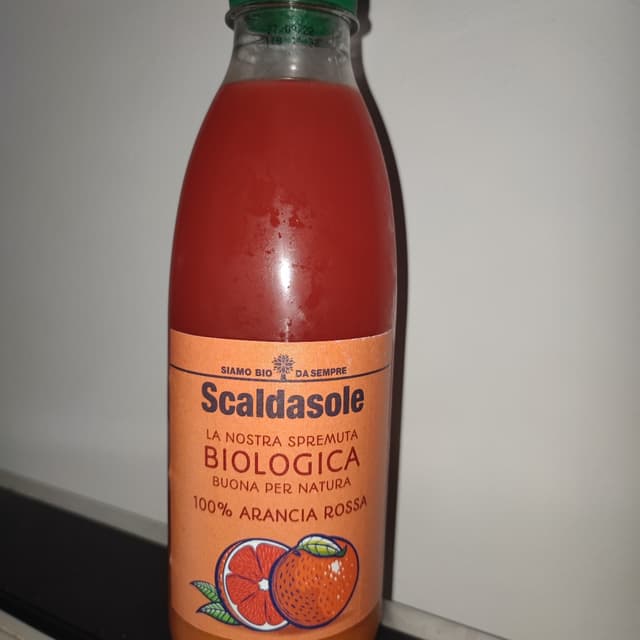 SIAMO BIO DA SEMPRE
Scaldasole
LA NOSTRA SPREMUTA
BIOLOGICA
BUONA PER NATURA
100% ARANCIA ROSSA